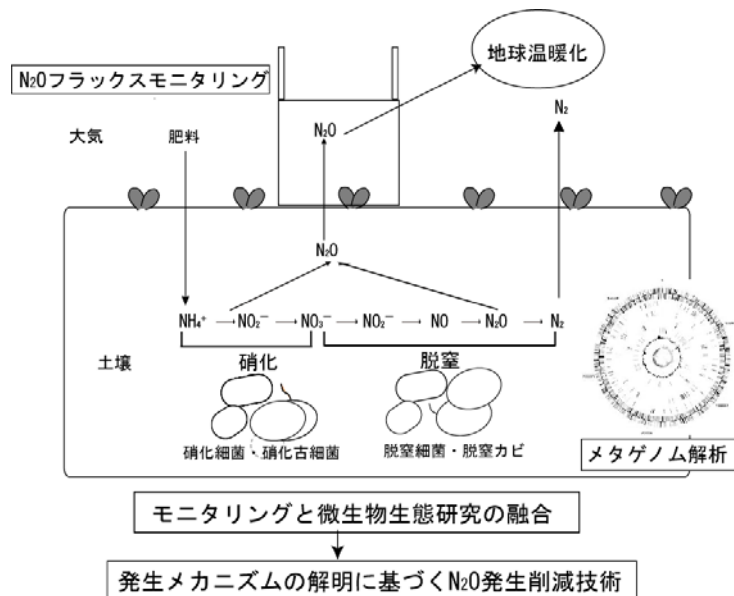 地球温暖化
N₂Oフラックスモニタリング
大気
肥料
N₂O
N₂
N₂O
NH₄⁺ →NO₂⁻ →NO₃⁻ →NO₂⁻ → NO →N₂O → N₂
土壌
硝化
脱窒
硝化細菌・硝化古細菌
脱窒細菌・脱窒カビ
メタゲノム解析
モニタリングと微生物生態研究の融合
発生メカニズムの解明に基づくN₂O発生削減技術